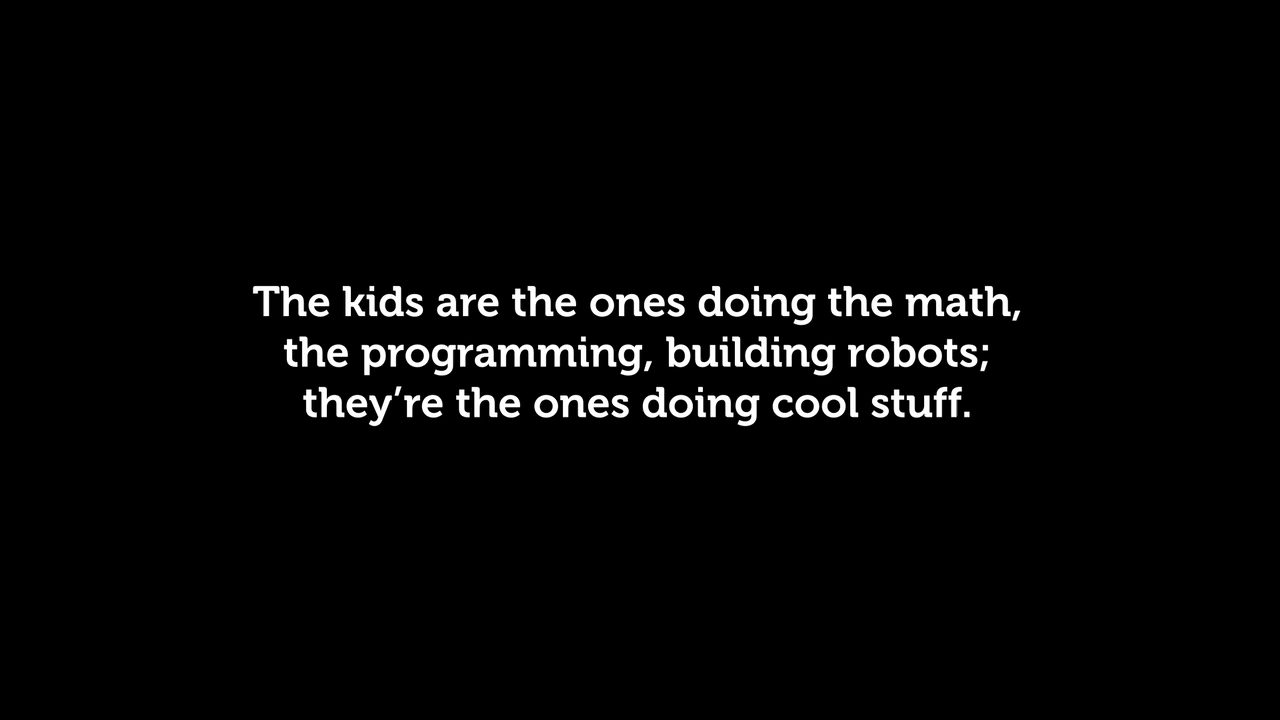 The kids are the ones doing the math,
the programming, building robots;
they’re the ones doing cool stuff.